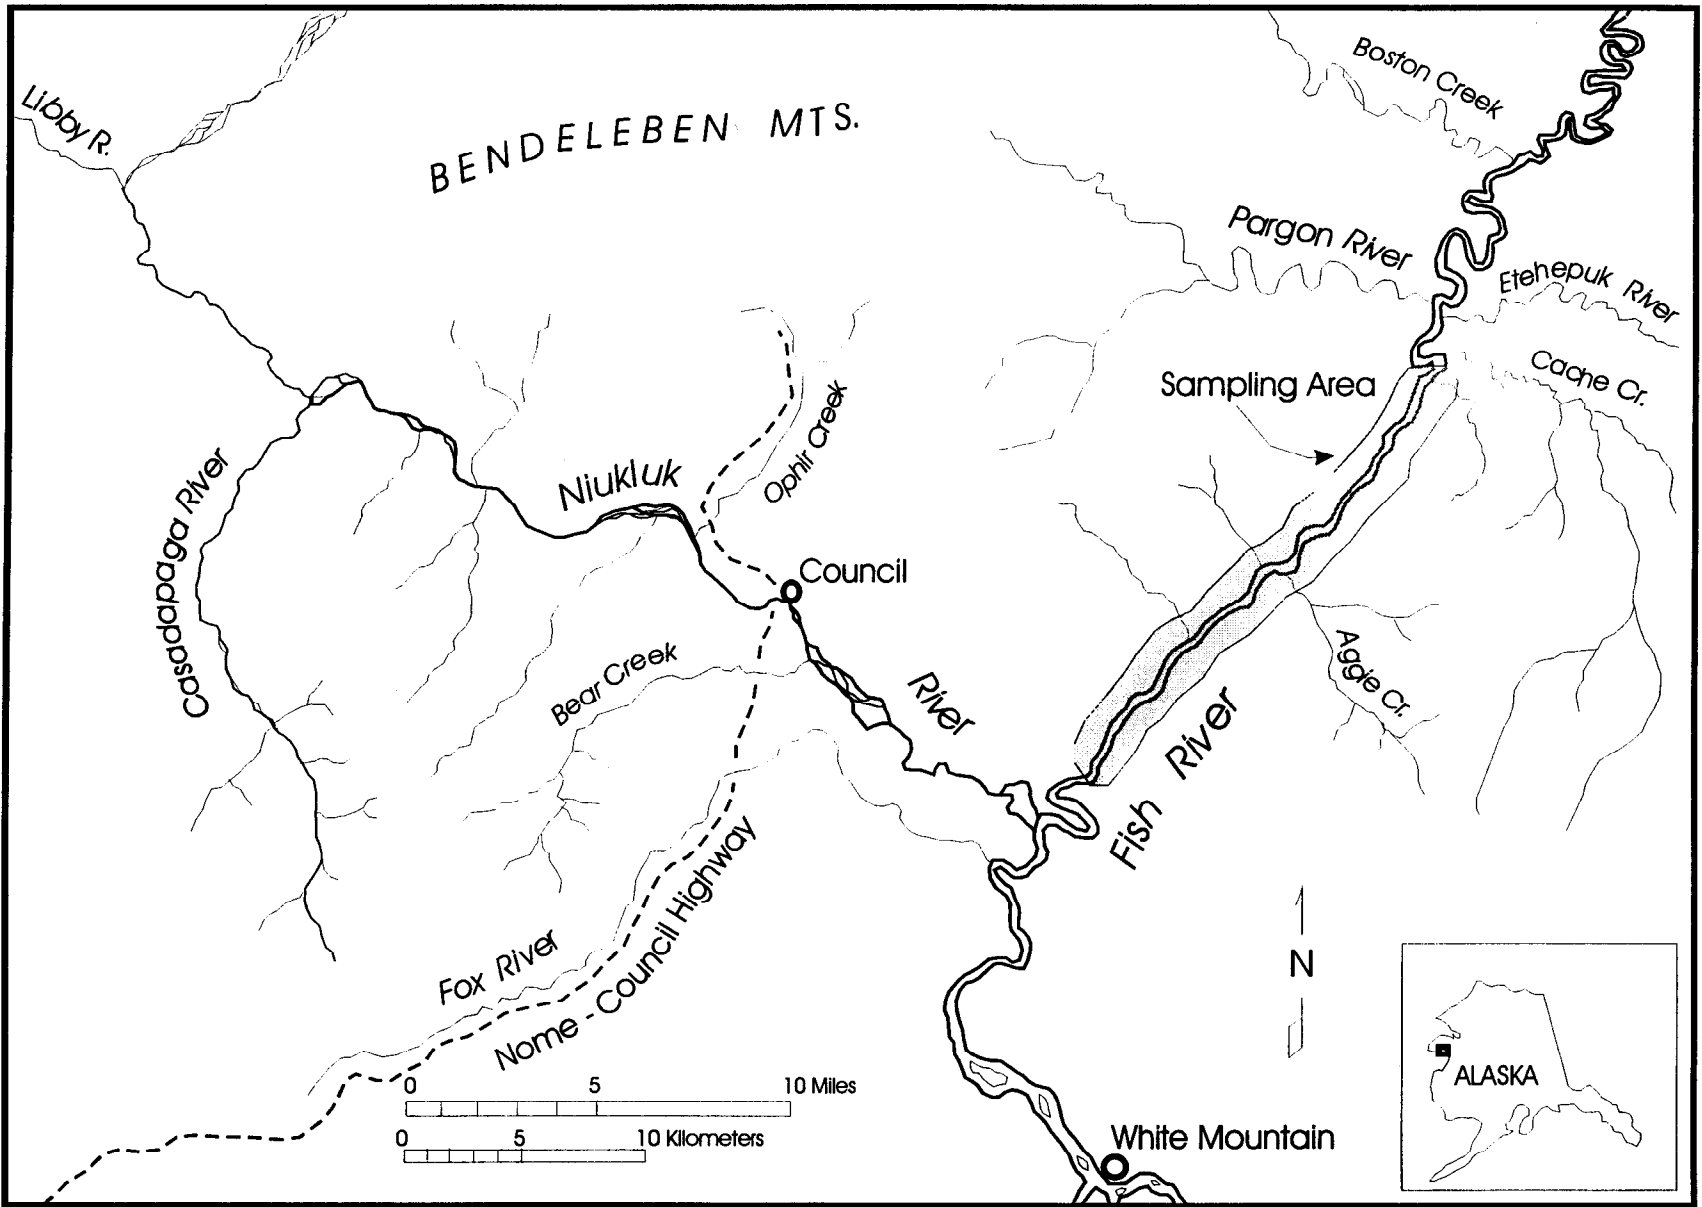 Boston Creek
Libby R.
BENDELEBEN MTS.
Pargon River
Etehepuk River
Cache Cr.
Sampling Area
Ophir Creek
Niukluk
Casadapaga River
Council
Bear Creek
River
Aggie Cr.
Fish River
Nome - Council Highway
Fox River
N
ALASKA
0 5 10 Miles
0 5 10 Kilometers
White Mountain